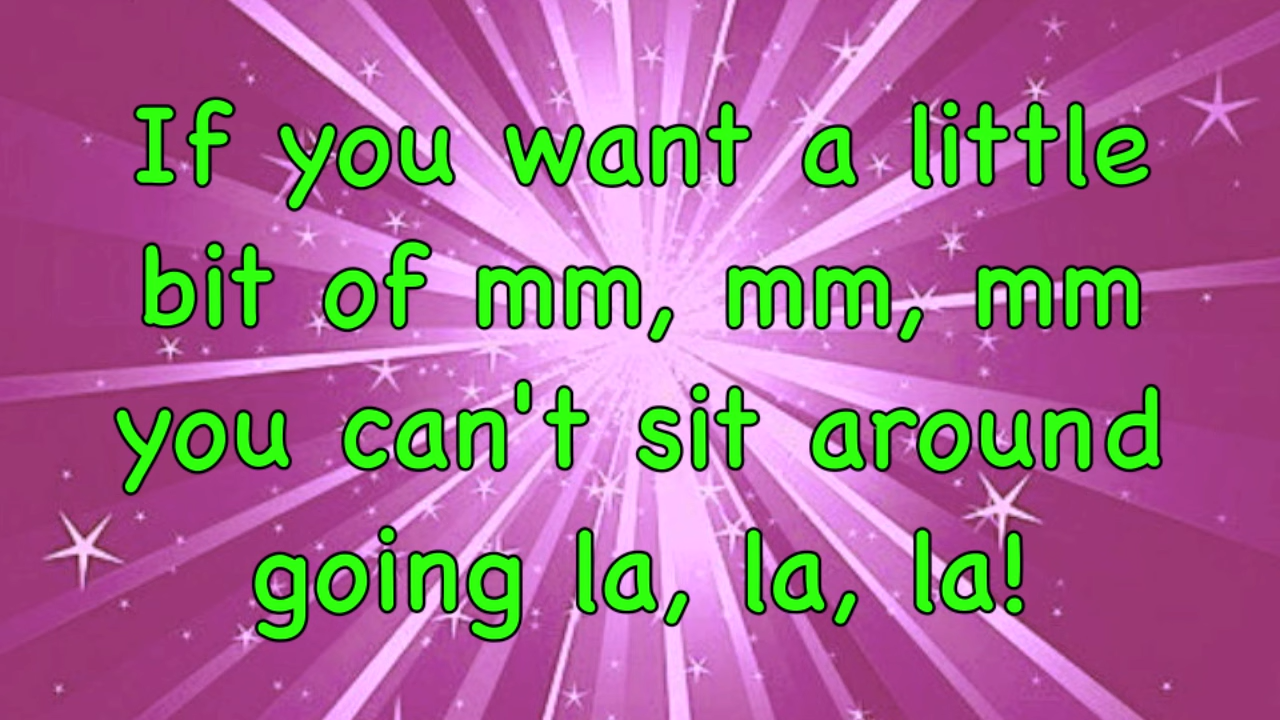 If you want a little
bit of mm, mm, mm
you can't sit around
going la, la, la!